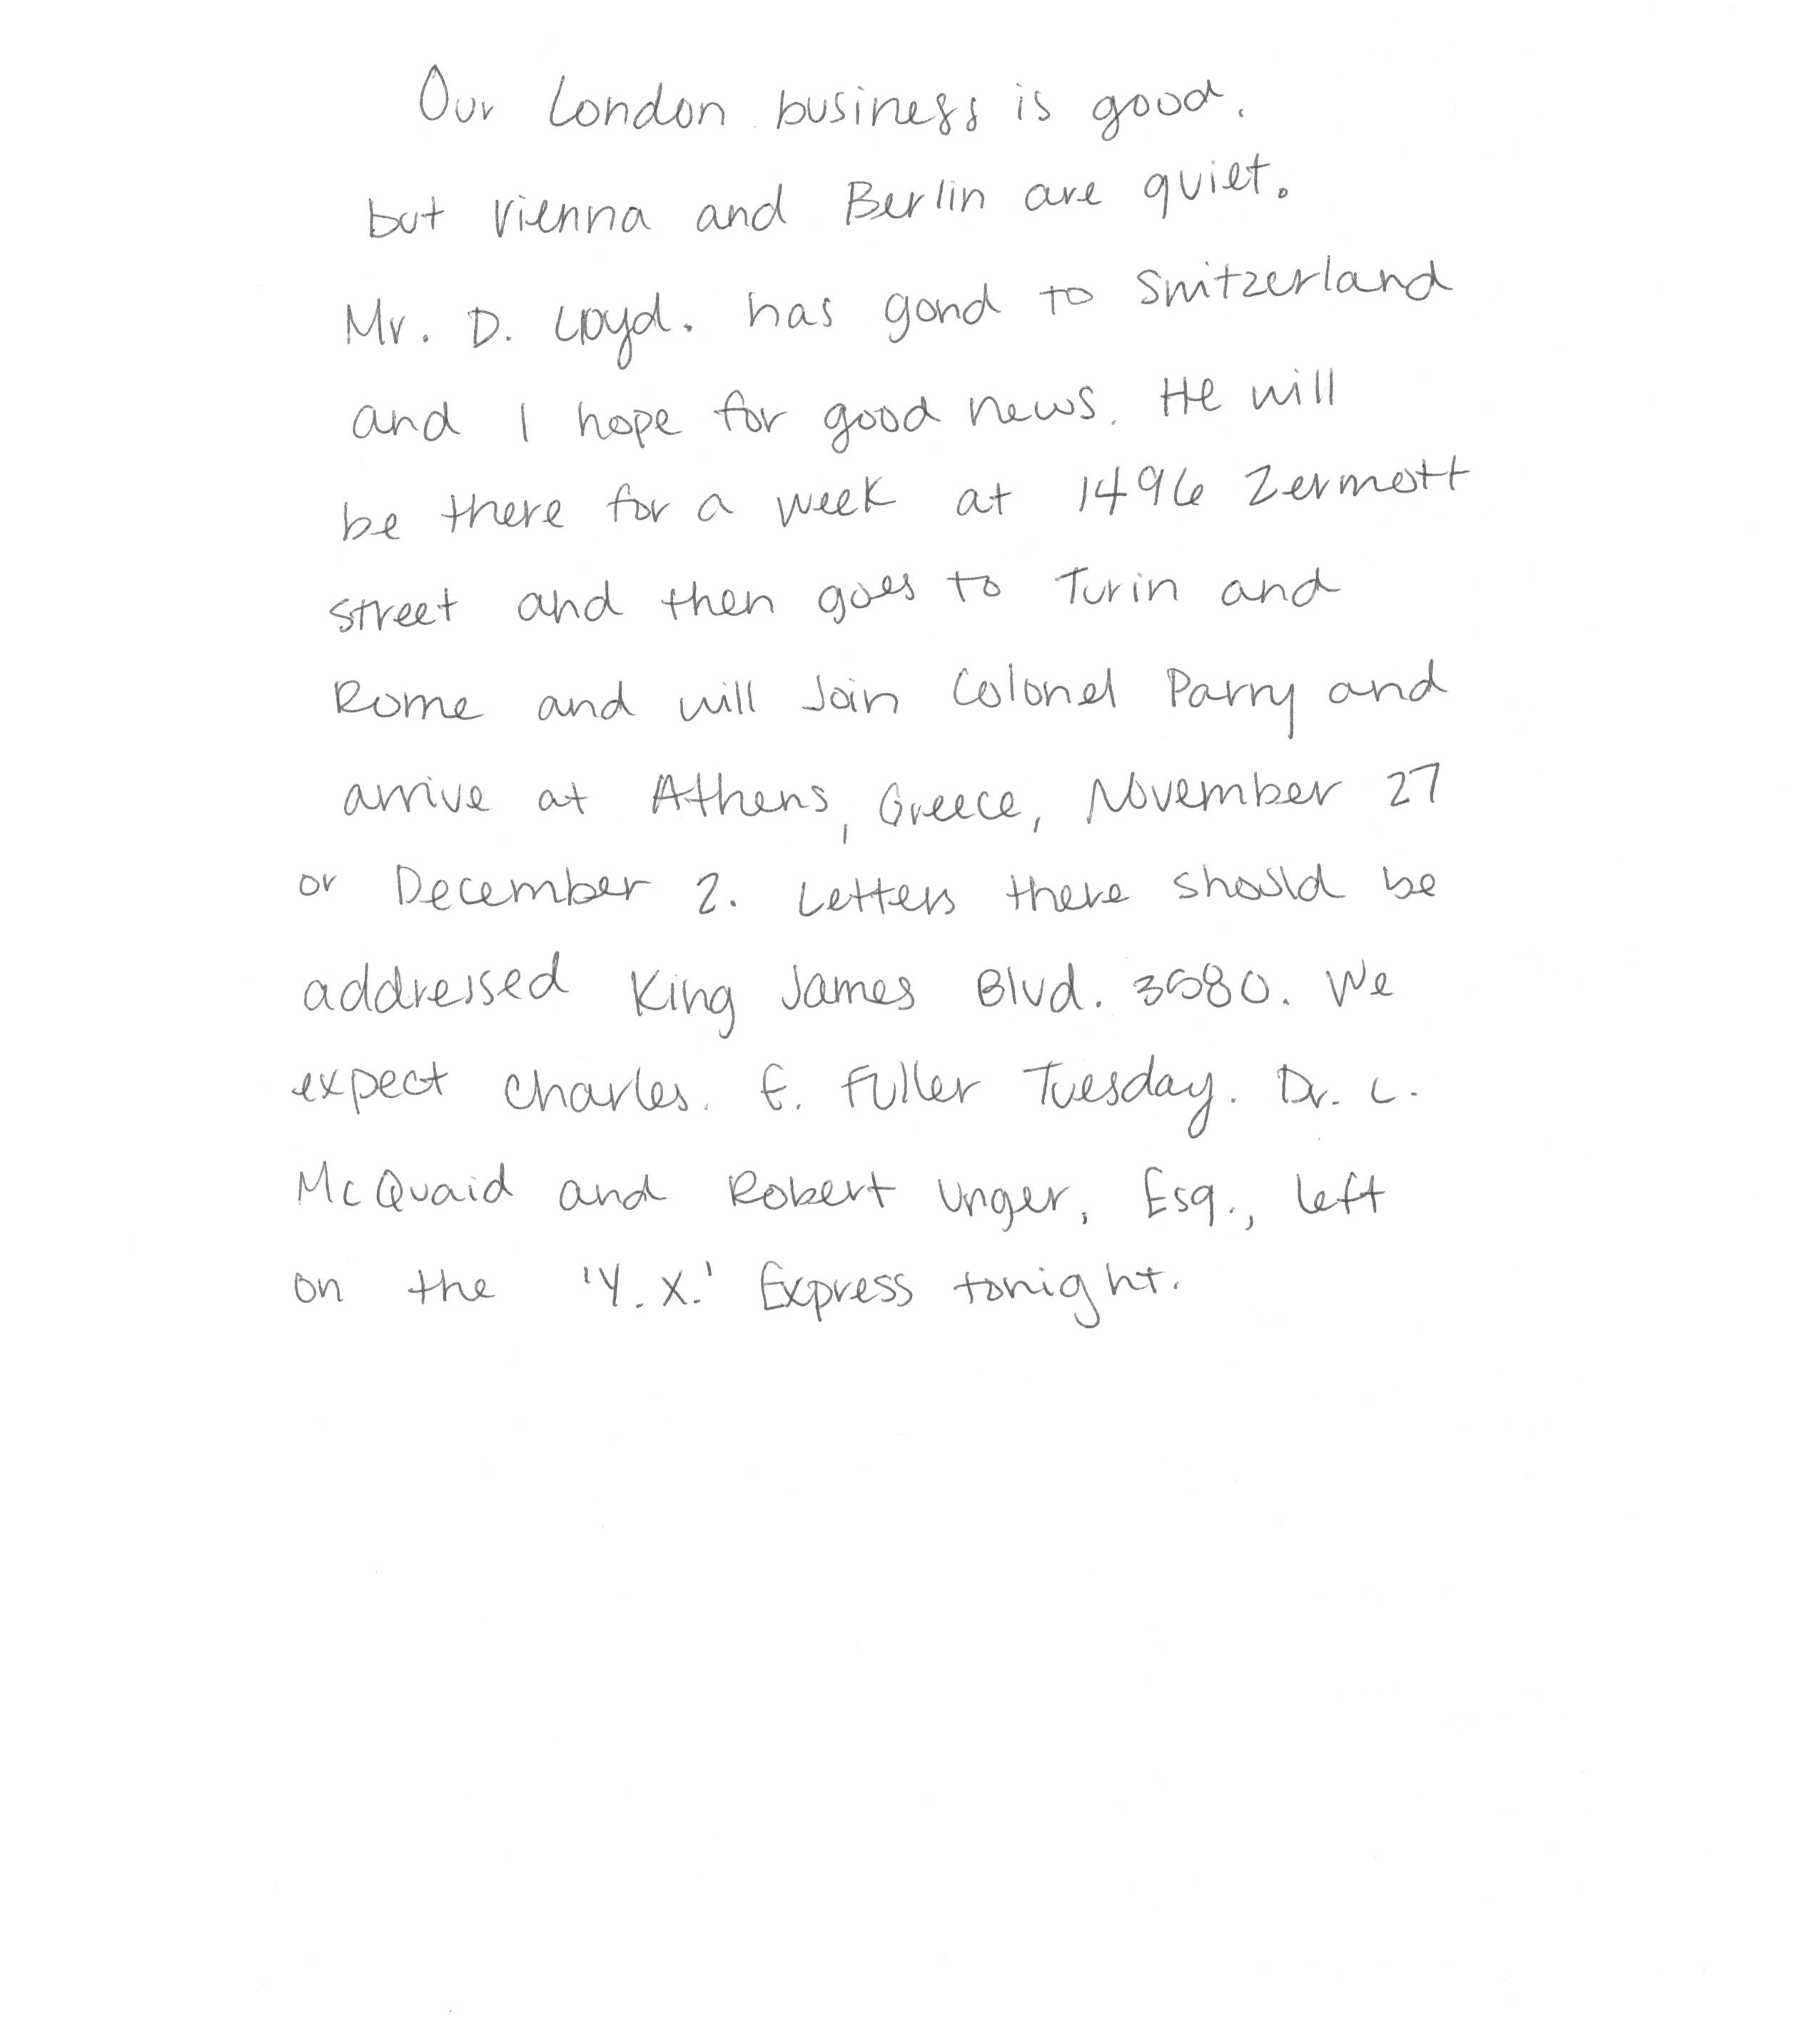 Our London business is good,
but Vienna and Berlin are quiet.
Mr. D. Lloyd. has gond to Switzerland
and I hope for good news. He will
be there for a week at 1496 Zermott
street and then goes to Turin and
Rome and will Join Colonel Parry and
arrive at Athens, Greece, November 27
or December 2. Letters there should be
addressed King James Blvd. 3580. We
expect Charles. E. Fuller Tuesday. Dr. L.
McQuaid and Robert Unger, Esq., left
on the 'Y.X.' Express tonight.